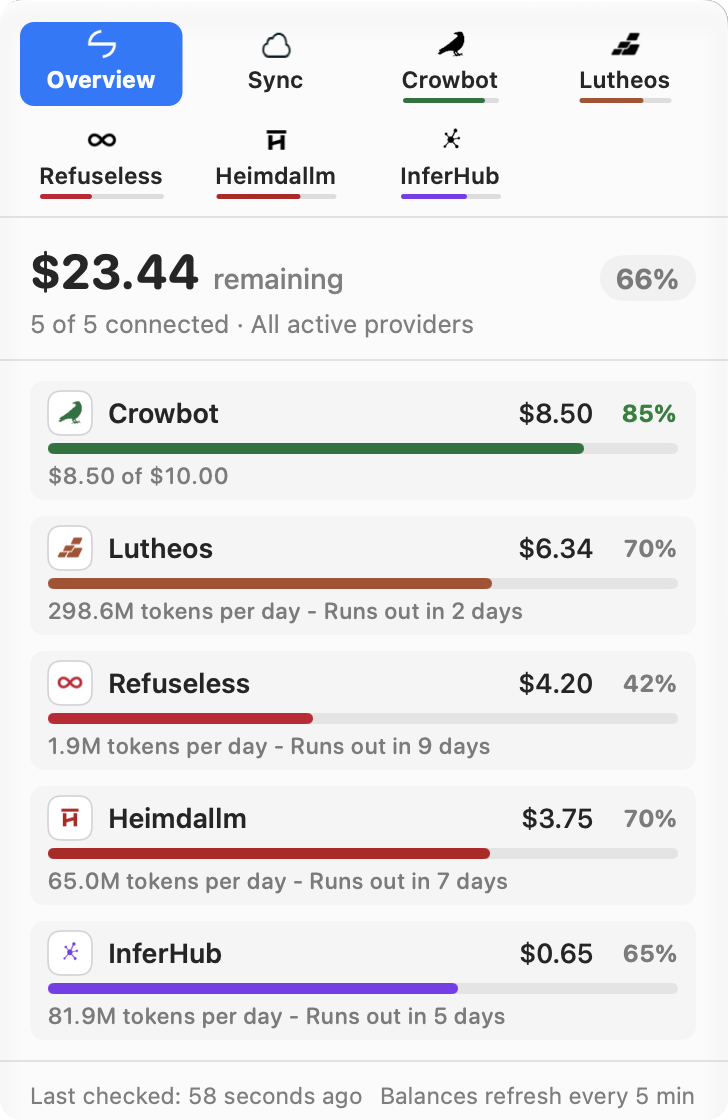 Overview Sync Crowbot Lutheos
Refuseless Heimdallm InferHub
$23.44 remaining 66%
5 of 5 connected · All active providers
Crowbot $8.50 85%
$8.50 of $10.00
Lutheos $6.34 70%
298.6M tokens per day - Runs out in 2 days
Refuseless $4.20 42%
1.9M tokens per day - Runs out in 9 days
Heimdallm $3.75 70%
65.0M tokens per day - Runs out in 7 days
InferHub $0.65 65%
81.9M tokens per day - Runs out in 5 days
Last checked: 58 seconds ago Balances refresh every 5 min